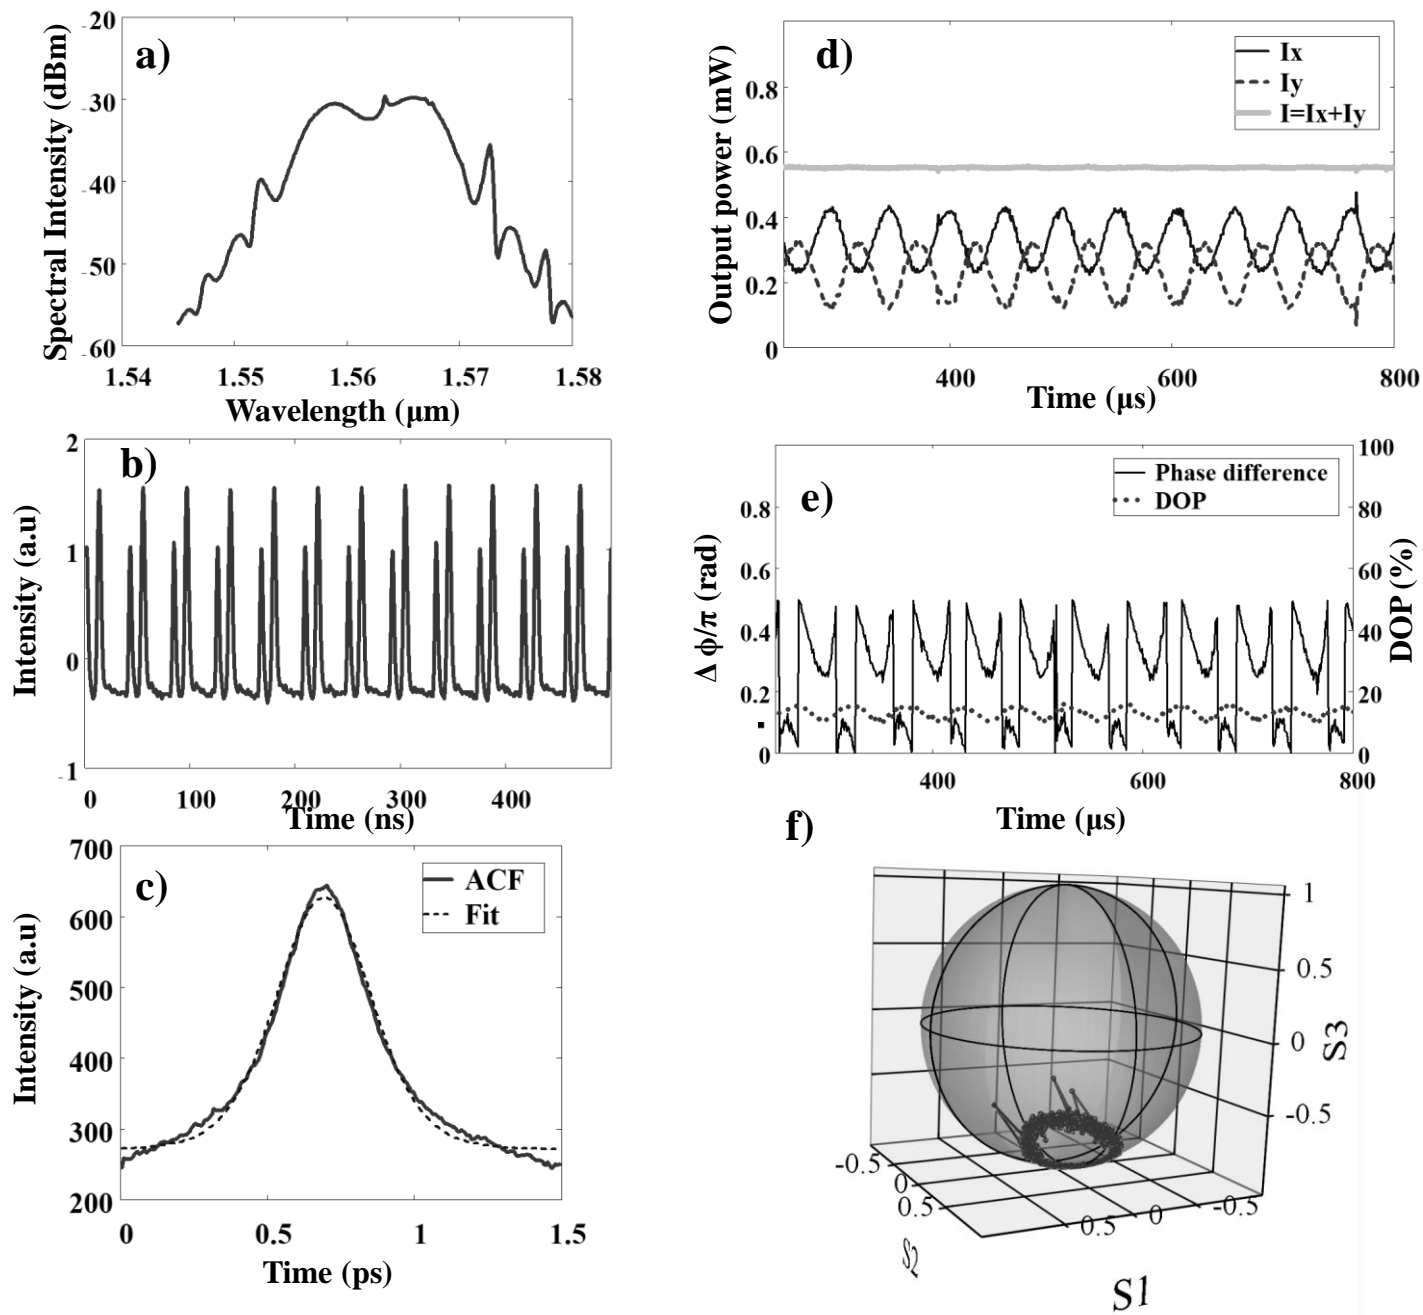 a)
Spectral Intensity (dBm)
-20
-30
-40
-50
-60
1.54 1.55 1.56 1.57 1.58
Wavelength (μm)
b)
Intensity (a.u)
2
1
0
-1
0 100 200 300 400
Time (ns)
c)
Intensity (a.u)
700
600
500
400
300
200
ACF
Fit
0 0.5 1 1.5
Time (ps)
d)
Output power (mW)
0.8
0.6
0.4
0.2
0
Ix
Iy
I=Ix+Iy
400 600 800
Time (μs)
e)
Δ ϕ/π (rad)
0.8
0.6
0.4
0.2
0
Phase difference
DOP
100
80
60
40
20
0
DOP (%)
400 600 800
Time (μs)
f)
1
0.5
0
-0.5
S3
-0.5
0
0.5
S2
0.5 0 -0.5
S1